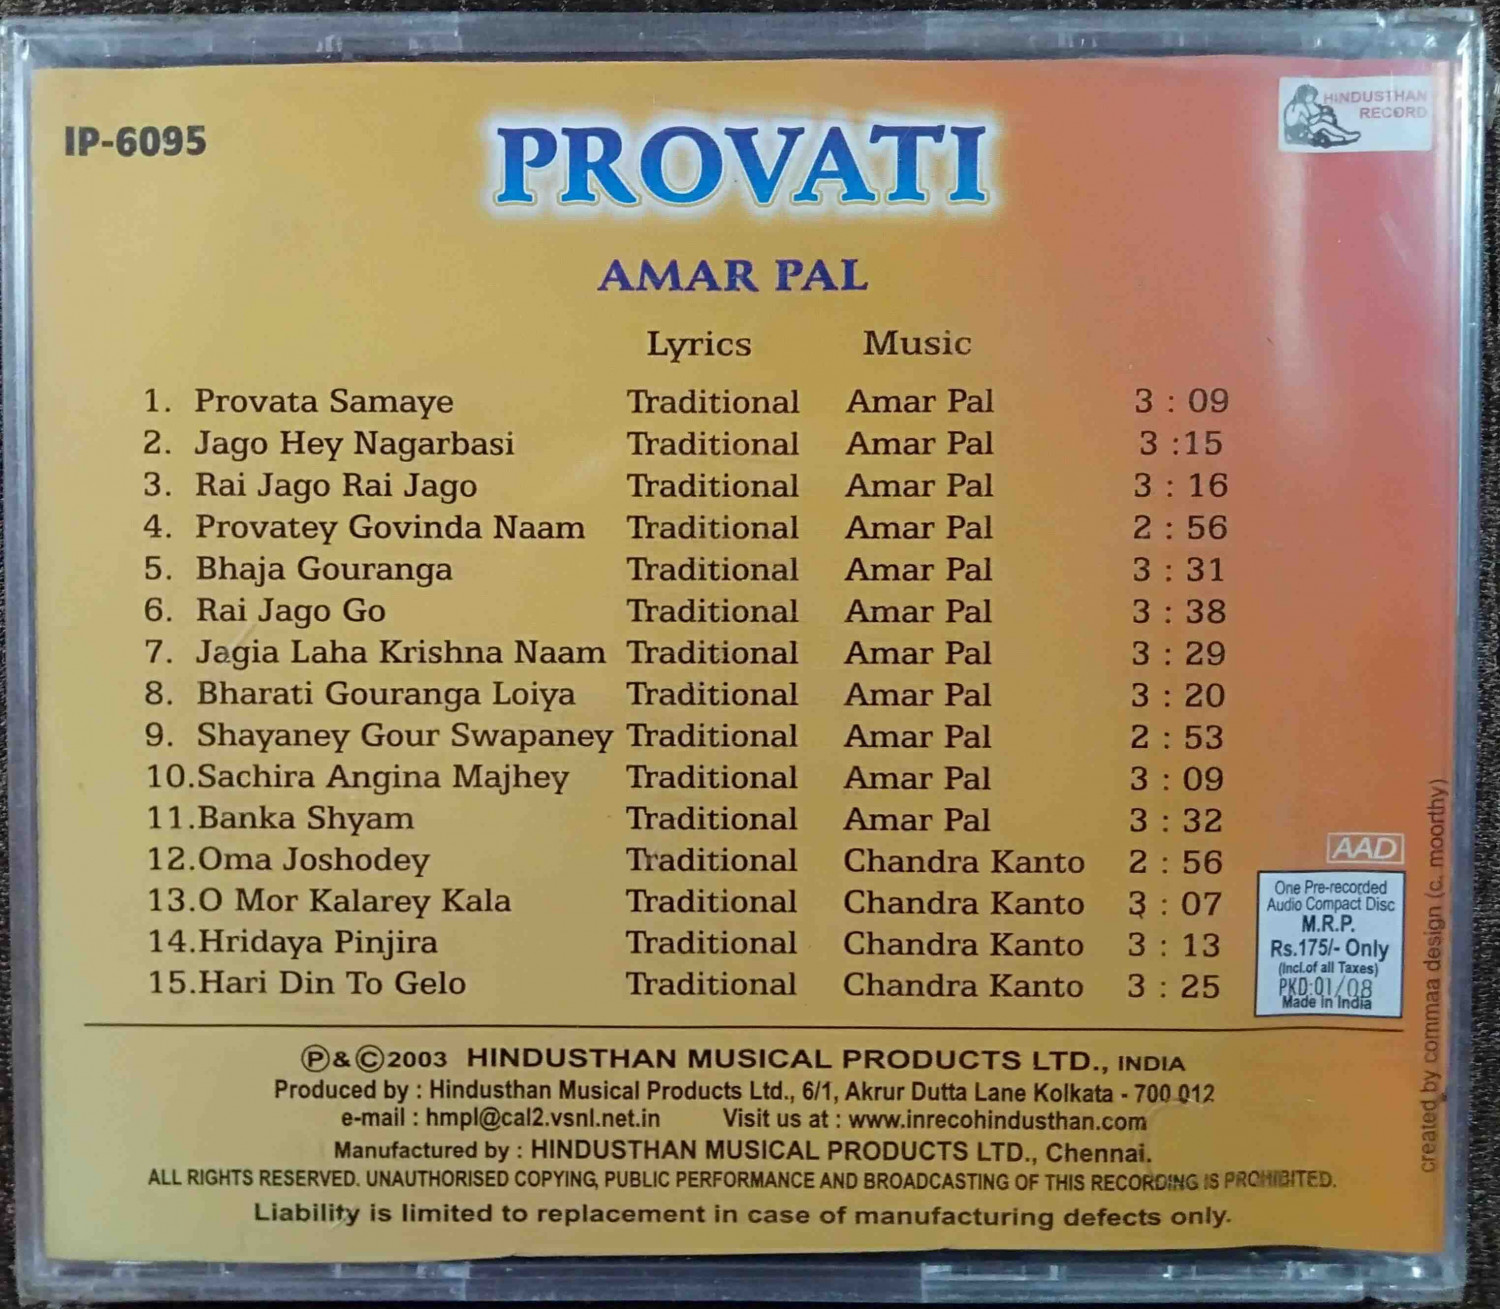 IP-6095
PROVATI
HINDUSTHAN
RECORD
AMAR PAL
Lyrics Music
1. Provata Samaye Traditional Amar Pal 3 : 09
2. Jago Hey Nagarbasi Traditional Amar Pal 3 :15
3. Rai Jago Rai Jago Traditional Amar Pal 3 : 16
4. Provatey Govinda Naam Traditional Amar Pal 2 : 56
5. Bhaja Gouranga Traditional Amar Pal 3 : 31
6. Rai Jago Go Traditional Amar Pal 3 : 38
7. Jagia Laha Krishna Naam Traditional Amar Pal 3 : 29
8. Bharati Gouranga Loiya Traditional Amar Pal 3 : 20
9. Shayaney Gour Swapaney Traditional Amar Pal 2 : 53
10.Sachira Angina Majhey Traditional Amar Pal 3 : 09
11.Banka Shyam Traditional Amar Pal 3 : 32
12.Oma Joshodey Traditional Chandra Kanto 2 : 56
13.O Mor Kalarey Kala Traditional Chandra Kanto 3 : 07
14.Hridaya Pinjira Traditional Chandra Kanto 3 : 13
15.Hari Din To Gelo Traditional Chandra Kanto 3 : 25
AAD
One Pre-recorded
Audio Compact Disc
M.R.P.
Rs.175/- Only
(Incl.of all Taxes)
PKD:01/08
Made in India
created by commaa design (c. moorthy)
Ⓟ&©2003 HINDUSTHAN MUSICAL PRODUCTS LTD., INDIA
Produced by : Hindusthan Musical Products Ltd., 6/1, Akrur Dutta Lane Kolkata - 700 012
e-mail : hmpl@cal2.vsnl.net.in Visit us at : www.inrecohindusthan.com
Manufactured by : HINDUSTHAN MUSICAL PRODUCTS LTD., Chennai.
ALL RIGHTS RESERVED. UNAUTHORISED COPYING, PUBLIC PERFORMANCE AND BROADCASTING OF THIS RECORDING IS PROHIBITED.
Liability is limited to replacement in case of manufacturing defects only.